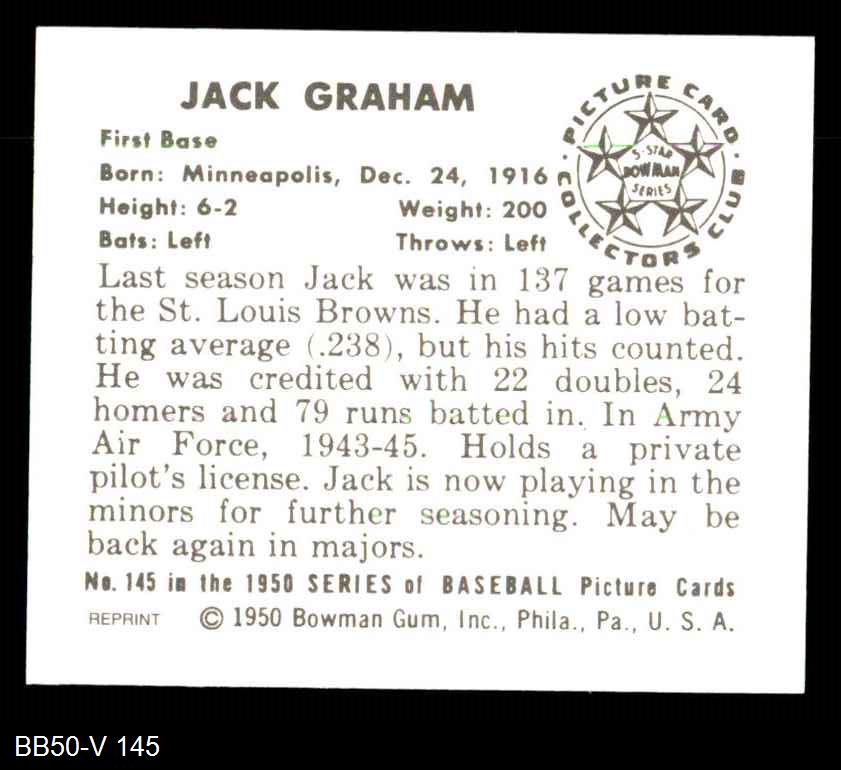 JACK GRAHAM
First Base
Born: Minneapolis, Dec. 24, 1916
Height: 6-2 Weight: 200
Bats: Left Throws: Left
PICTURE CARD
COLLECTORS CLUB
5-STAR
BOWMAN
SERIES
Last season Jack was in 137 games for
the St. Louis Browns. He had a low bat-
ting average (.238), but his hits counted.
He was credited with 22 doubles, 24
homers and 79 runs batted in. In Army
Air Force, 1943-45. Holds a private
pilot's license. Jack is now playing in the
minors for further seasoning. May be
back again in majors.
No. 145 in the 1950 SERIES of BASEBALL Picture Cards
REPRINT © 1950 Bowman Gum, Inc., Phila., Pa., U. S. A.
BB50-V 145